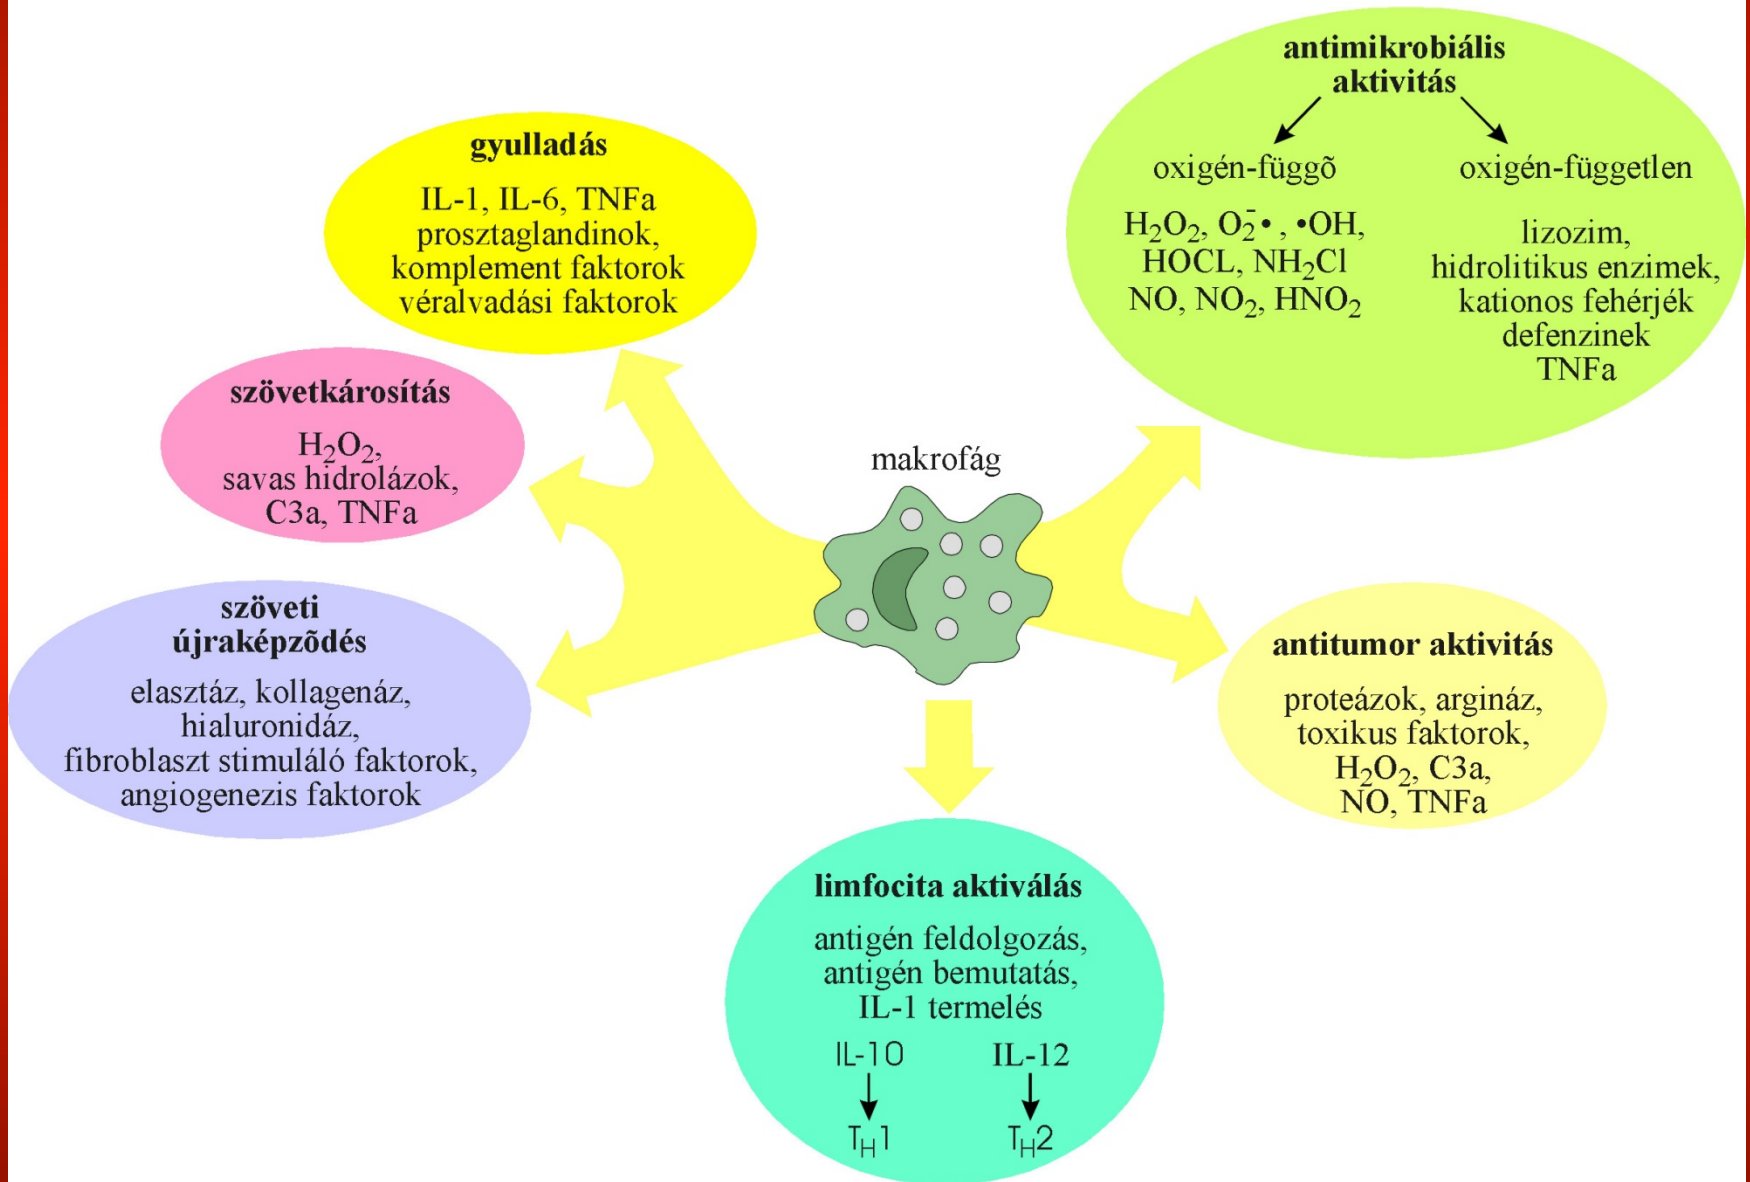 antimikrobiális
aktivitás
oxigén-függõ
H₂O₂, O₂⁻•, •OH,
HOCL, NH₂Cl
NO, NO₂, HNO₂
oxigén-független
lizozim,
hidrolitikus enzimek,
kationos fehérjék
defenzinek
TNFa
gyulladás
IL-1, IL-6, TNFa
prosztaglandinok,
komplement faktorok
véralvadási faktorok
szövetkárosítás
H₂O₂,
savas hidrolázok,
C3a, TNFa
makrofág
szöveti
újraképzõdés
elasztáz, kollagenáz,
hialuronidáz,
fibroblaszt stimuláló faktorok,
angiogenezis faktorok
antitumor aktivitás
proteázok, argináz,
toxikus faktorok,
H₂O₂, C3a,
NO, TNFa
limfocita aktiválás
antigén feldolgozás,
antigén bemutatás,
IL-1 termelés
IL-10 IL-12
T_H1 T_H2